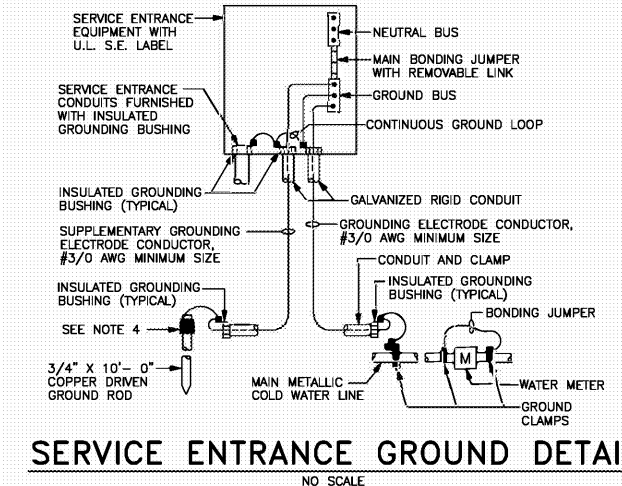 SERVICE ENTRANCE
EQUIPMENT WITH
U.L. S.E. LABEL
NEUTRAL BUS
MAIN BONDING JUMPER
WITH REMOVABLE LINK
GROUND BUS
SERVICE ENTRANCE
CONDUITS FURNISHED
WITH INSULATED
GROUNDING BUSHING
CONTINUOUS GROUND LOOP
INSULATED GROUNDING
BUSHING (TYPICAL)
GALVANIZED RIGID CONDUIT
SUPPLEMENTARY GROUNDING
ELECTRODE CONDUCTOR,
#3/0 AWG MINIMUM SIZE
GROUNDING ELECTRODE CONDUCTOR,
#3/0 AWG MINIMUM SIZE
CONDUIT AND CLAMP
INSULATED GROUNDING
BUSHING (TYPICAL)
INSULATED GROUNDING
BUSHING (TYPICAL)
BONDING JUMPER
SEE NOTE 4
M
3/4" X 10'- 0"
COPPER DRIVEN
GROUND ROD
MAIN METALLIC
COLD WATER LINE
WATER METER
GROUND
CLAMPS
SERVICE ENTRANCE GROUND DETAI
NO SCALE